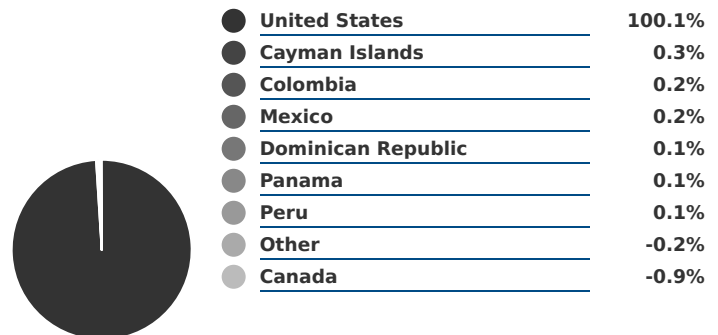 United States 100.1%
Cayman Islands 0.3%
Colombia 0.2%
Mexico 0.2%
Dominican Republic 0.1%
Panama 0.1%
Peru 0.1%
Other -0.2%
Canada -0.9%